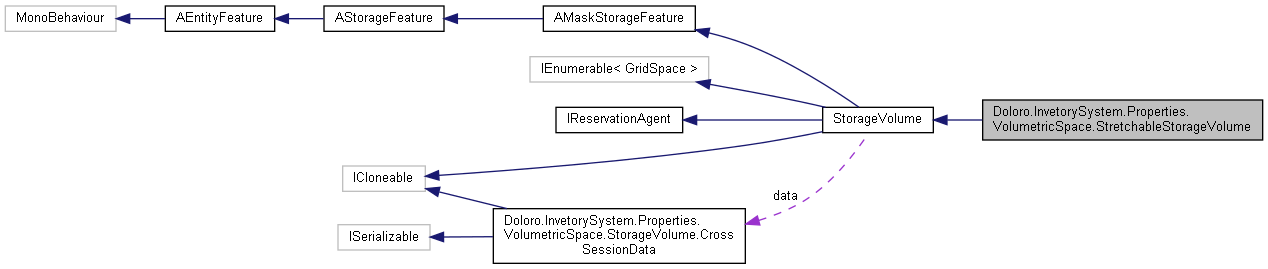 MonoBehaviour
AEntityFeature
AStorageFeature
AMaskStorageFeature
IEnumerable< GridSpace >
IReservationAgent
StorageVolume
Doloro.InvetorySystem.Properties.
VolumetricSpace.StretchableStorageVolume
ICloneable
data
ISerializable
Doloro.InvetorySystem.Properties.
VolumetricSpace.StorageVolume.Cross
SessionData